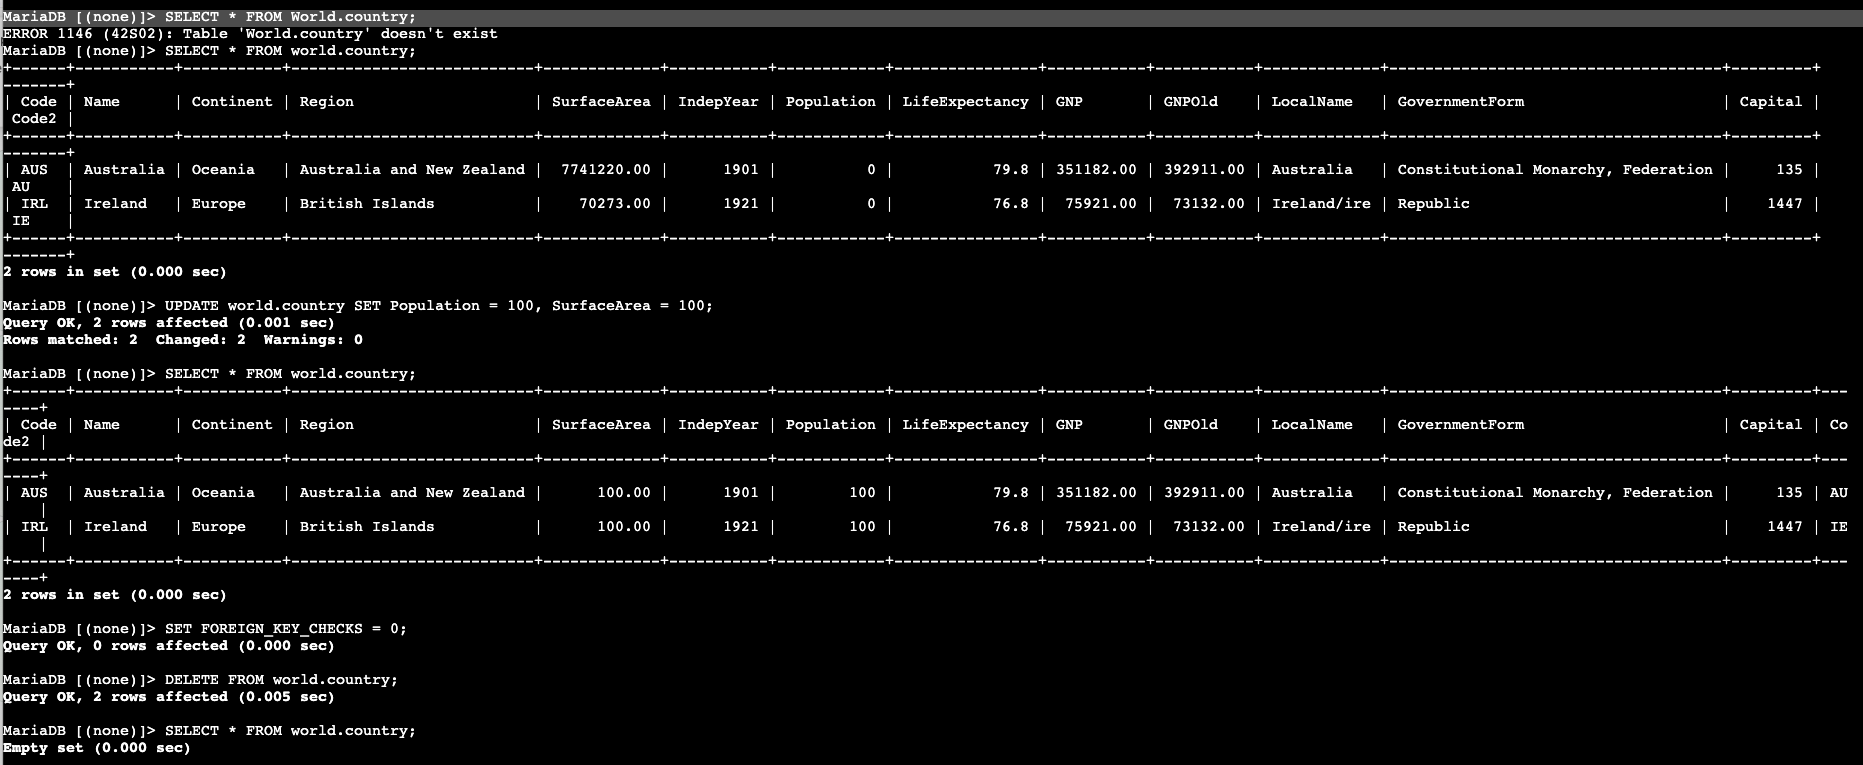 MariaDB [(none)]> SELECT * FROM World.country;
ERROR 1146 (42S02): Table 'World.country' doesn't exist
MariaDB [(none)]> SELECT * FROM world.country;
+------+-----------+-----------+---------------------------+-------------+-----------+------------+----------------+-----------+-----------+------------+-------------------------------------+---------+
-------+
| Code | Name      | Continent | Region                    | SurfaceArea | IndepYear | Population | LifeExpectancy | GNP       | GNPOld    | LocalName  | GovernmentForm                      | Capital |
 Code2 |
+------+-----------+-----------+---------------------------+-------------+-----------+------------+----------------+-----------+-----------+------------+-------------------------------------+---------+
-------+
| AUS  | Australia | Oceania   | Australia and New Zealand |  7741220.00 |      1901 |          0 |           79.8 | 351182.00 | 392911.00 | Australia  | Constitutional Monarchy, Federation |     135 |
 AU    |
| IRL  | Ireland   | Europe    | British Islands           |    70273.00 |      1921 |          0 |           76.8 |  75921.00 |  73132.00 | Ireland/ire | Republic                            |    1447 |
 IE    |
+------+-----------+-----------+---------------------------+-------------+-----------+------------+----------------+-----------+-----------+------------+-------------------------------------+---------+
-------+
2 rows in set (0.000 sec)
MariaDB [(none)]> UPDATE world.country SET Population = 100, SurfaceArea = 100;
Query OK, 2 rows affected (0.001 sec)
Rows matched: 2  Changed: 2  Warnings: 0
MariaDB [(none)]> SELECT * FROM world.country;
+------+-----------+-----------+---------------------------+-------------+-----------+------------+----------------+-----------+-----------+------------+-------------------------------------+---------+---
----+
| Code | Name      | Continent | Region                    | SurfaceArea | IndepYear | Population | LifeExpectancy | GNP       | GNPOld    | LocalName  | GovernmentForm                      | Capital | Co
de2 |
+------+-----------+-----------+---------------------------+-------------+-----------+------------+----------------+-----------+-----------+------------+-------------------------------------+---------+---
----+
| AUS  | Australia | Oceania   | Australia and New Zealand |      100.00 |      1901 |        100 |           79.8 | 351182.00 | 392911.00 | Australia  | Constitutional Monarchy, Federation |     135 | AU
    |
| IRL  | Ireland   | Europe    | British Islands           |      100.00 |      1921 |        100 |           76.8 |  75921.00 |  73132.00 | Ireland/ire | Republic                            |    1447 | IE
    |
+------+-----------+-----------+---------------------------+-------------+-----------+------------+----------------+-----------+-----------+------------+-------------------------------------+---------+---
----+
2 rows in set (0.000 sec)
MariaDB [(none)]> SET FOREIGN_KEY_CHECKS = 0;
Query OK, 0 rows affected (0.000 sec)
MariaDB [(none)]> DELETE FROM world.country;
Query OK, 2 rows affected (0.005 sec)
MariaDB [(none)]> SELECT * FROM world.country;
Empty set (0.000 sec)